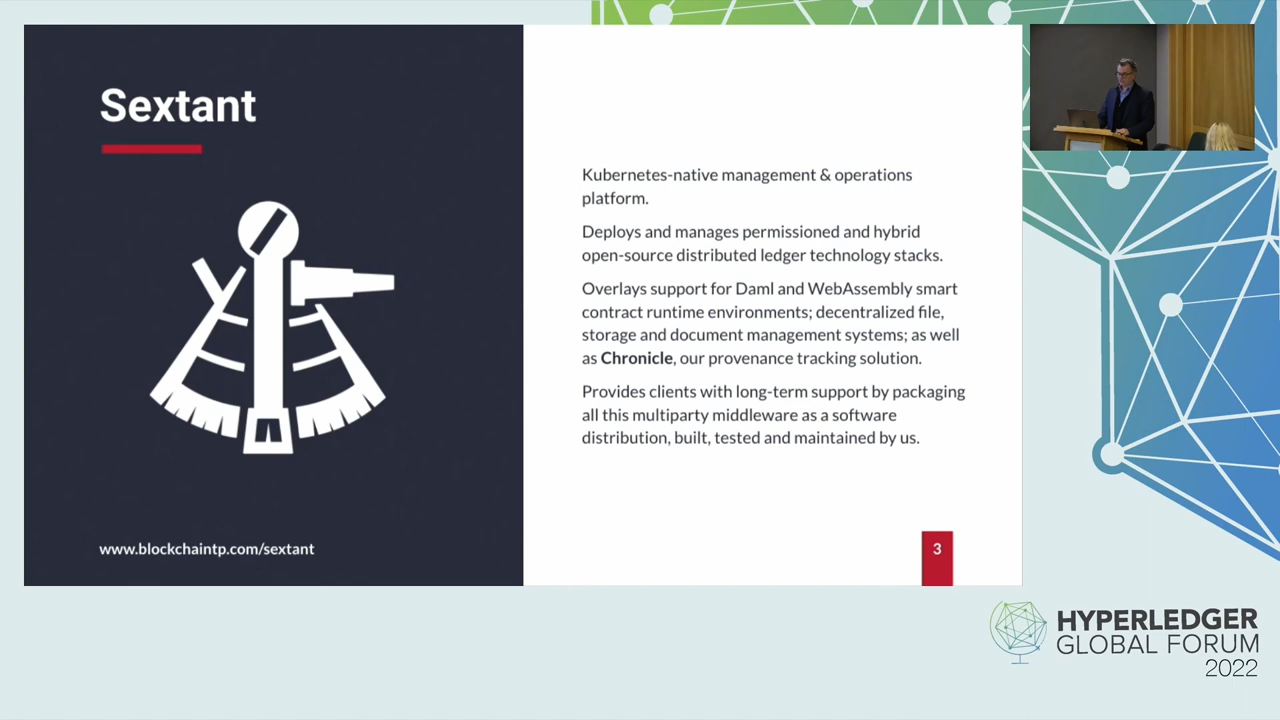 Sextant
www.blockchaintp.com/sextant
Kubernetes-native management & operations
platform.
Deploys and manages permissioned and hybrid
open-source distributed ledger technology stacks.
Overlays support for Daml and WebAssembly smart
contract runtime environments; decentralized file,
storage and document management systems; as well
as Chronicle, our provenance tracking solution.
Provides clients with long-term support by packaging
all this multiparty middleware as a software
distribution, built, tested and maintained by us.
3
HYPERLEDGER
GLOBAL FORUM
2022